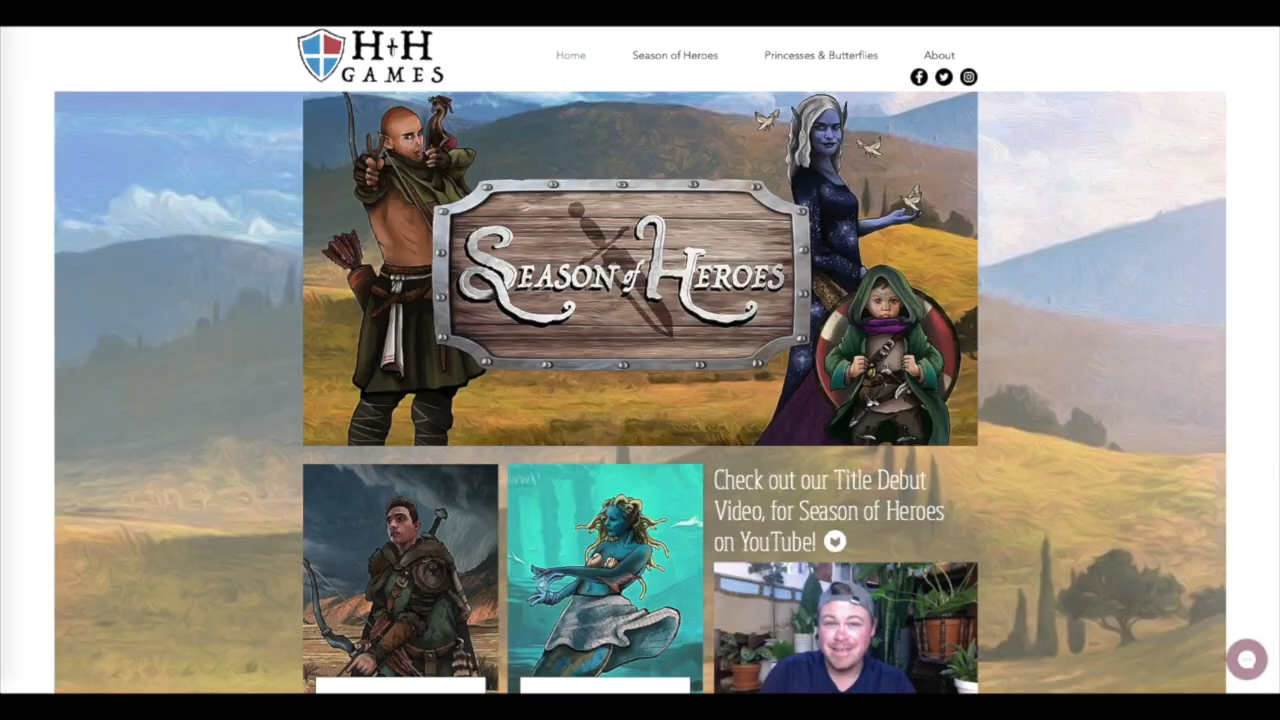 H+H
GAMES
Home
Season of Heroes
Princesses & Butterflies
About
SEASON of HEROES
Check out our Title Debut
Video, for Season of Heroes
on YouTube!